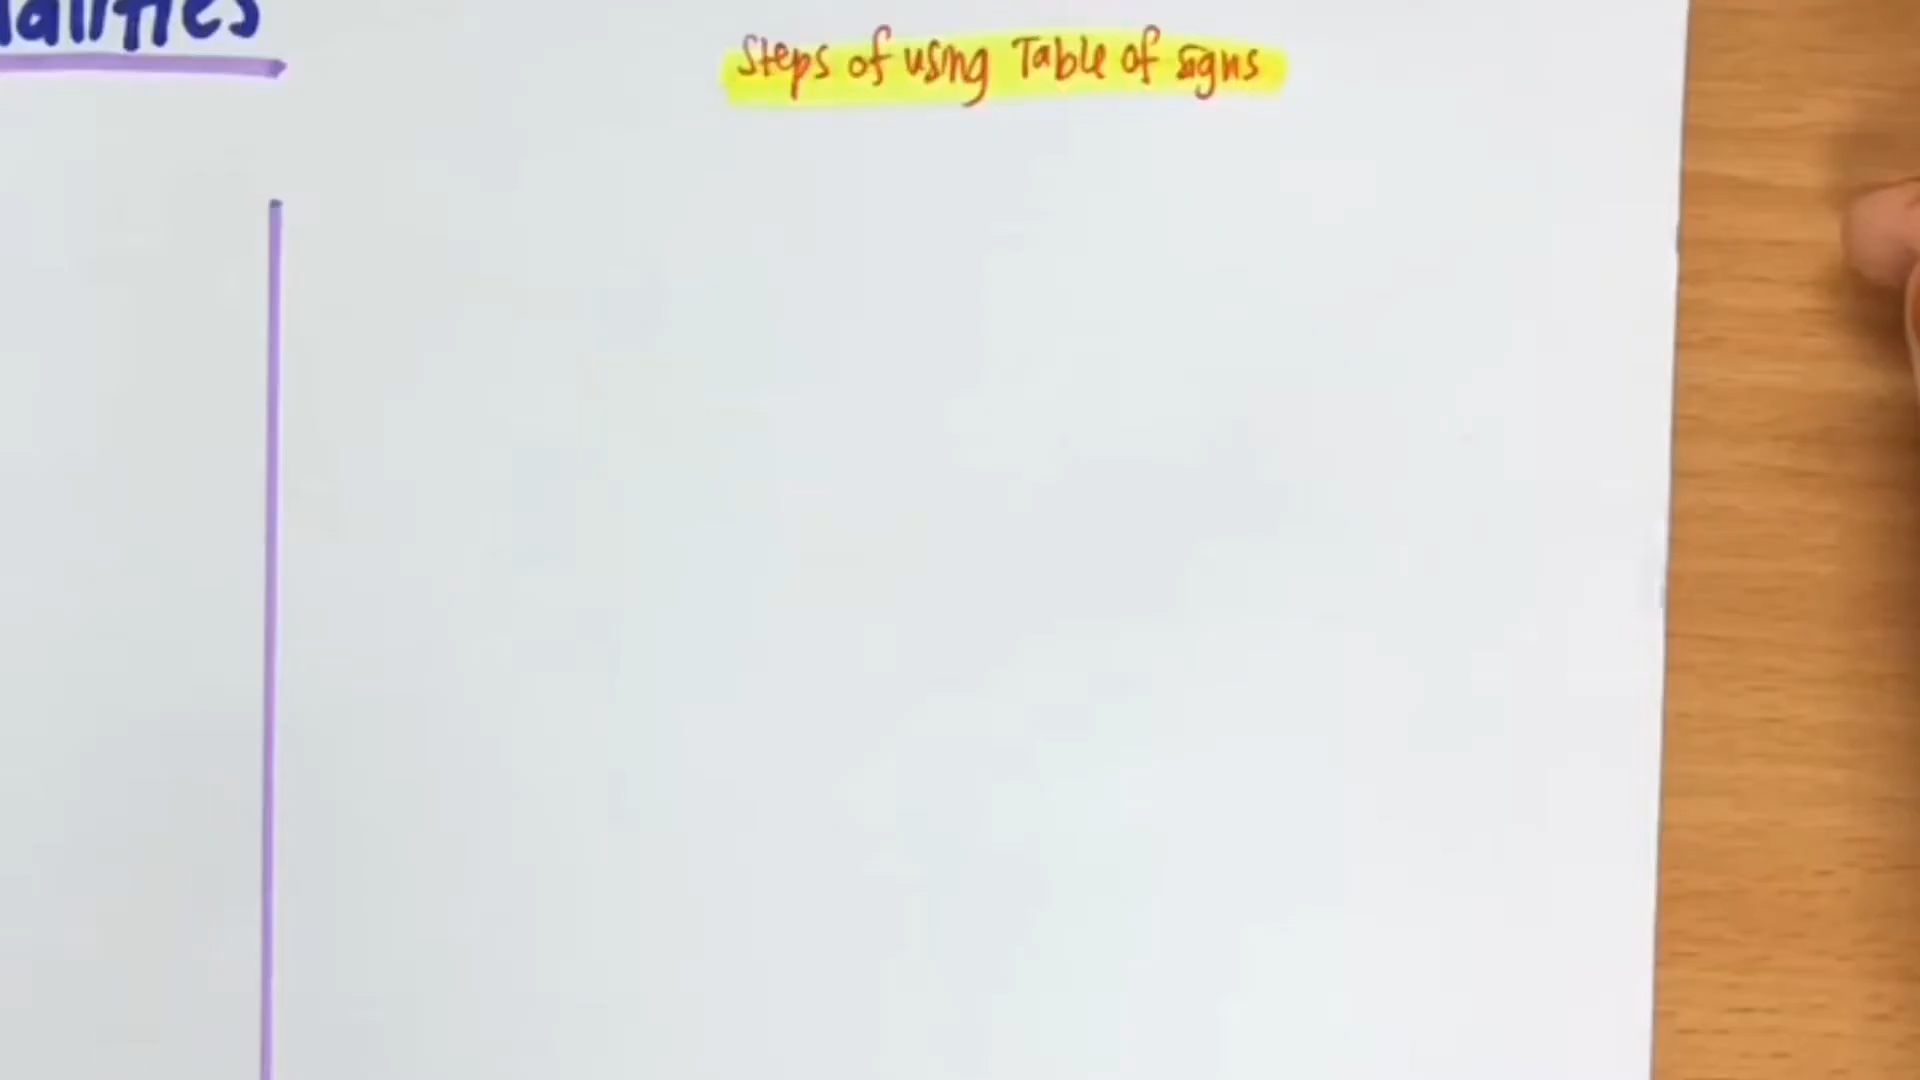 Steps of using Table of signs